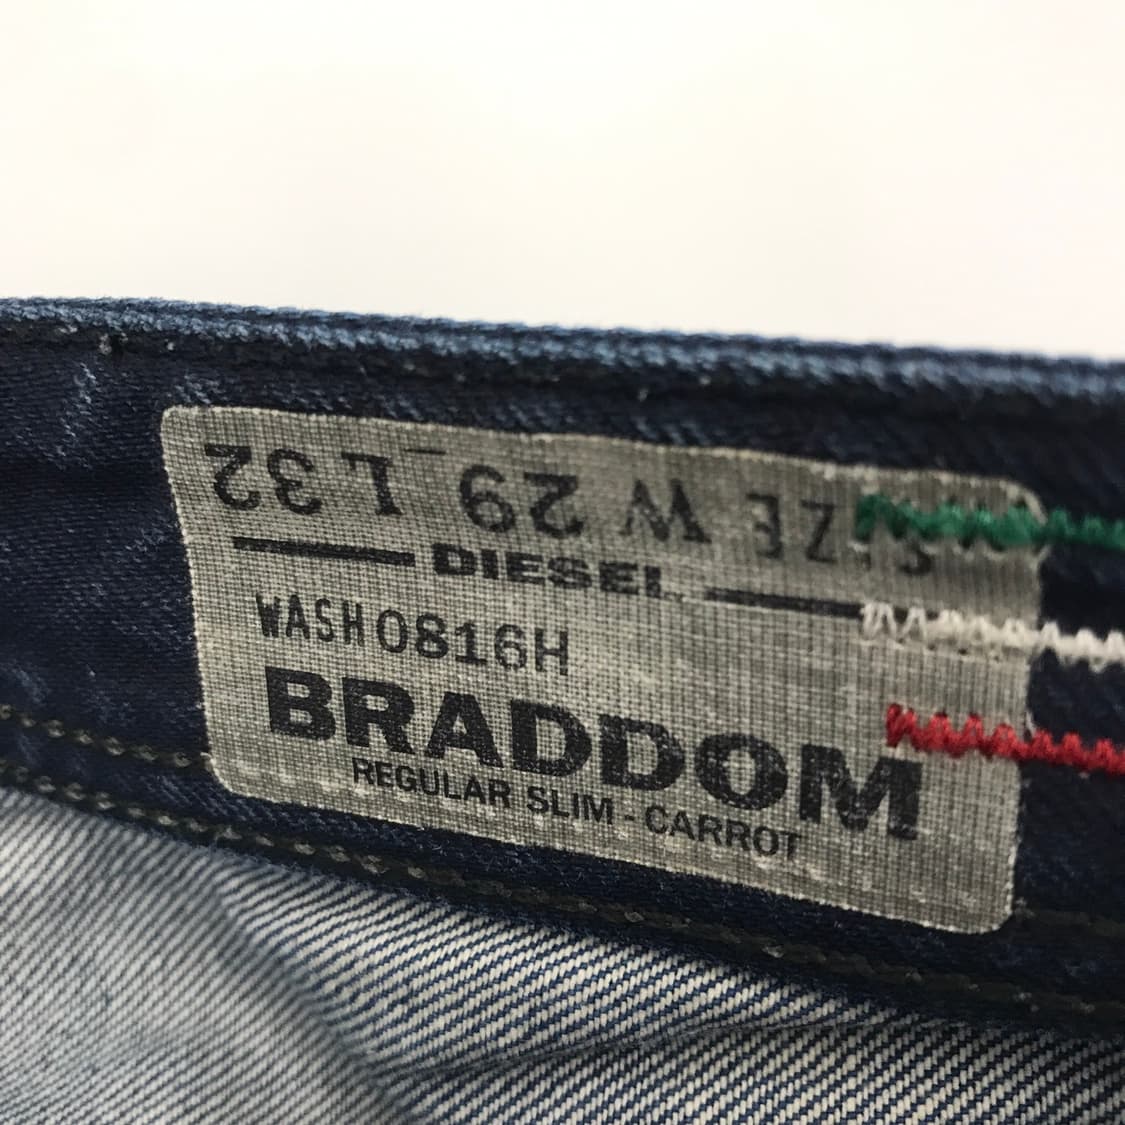 SIZE W 29 L 32
DIESEL
WASH 0816H
BRADDOM
REGULAR SLIM - CARROT